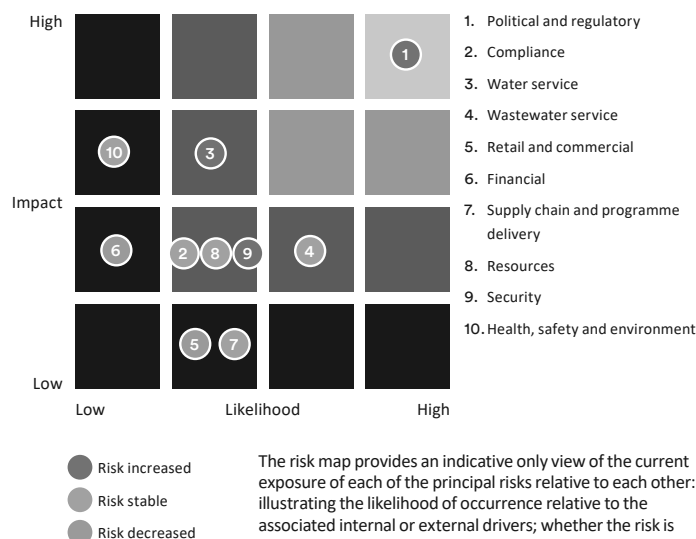 High
Impact
Low
Low
Likelihood
High
1
10
3
6
2
8
9
4
5
7
1. Political and regulatory
2. Compliance
3. Water service
4. Wastewater service
5. Retail and commercial
6. Financial
7. Supply chain and programme
delivery
8. Resources
9. Security
10. Health, safety and environment
Risk increased
Risk stable
Risk decreased
The risk map provides an indicative only view of the current
exposure of each of the principal risks relative to each other:
illustrating the likelihood of occurrence relative to the
associated internal or external drivers; whether the risk is